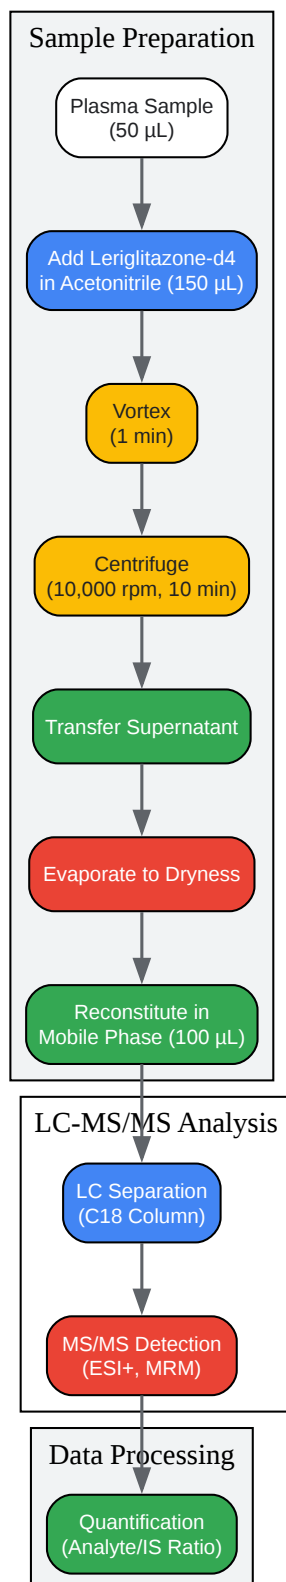 Sample Preparation
Plasma Sample
(50 µL)
Add Leriglitazone-d4
in Acetonitrile (150 µL)
Vortex
(1 min)
Centrifuge
(10,000 rpm, 10 min)
Transfer Supernatant
Evaporate to Dryness
Reconstitute in
Mobile Phase (100 µL)
LC-MS/MS Analysis
LC Separation
(C18 Column)
MS/MS Detection
(ESI+, MRM)
Data Processing
Quantification
(Analyte/IS Ratio)